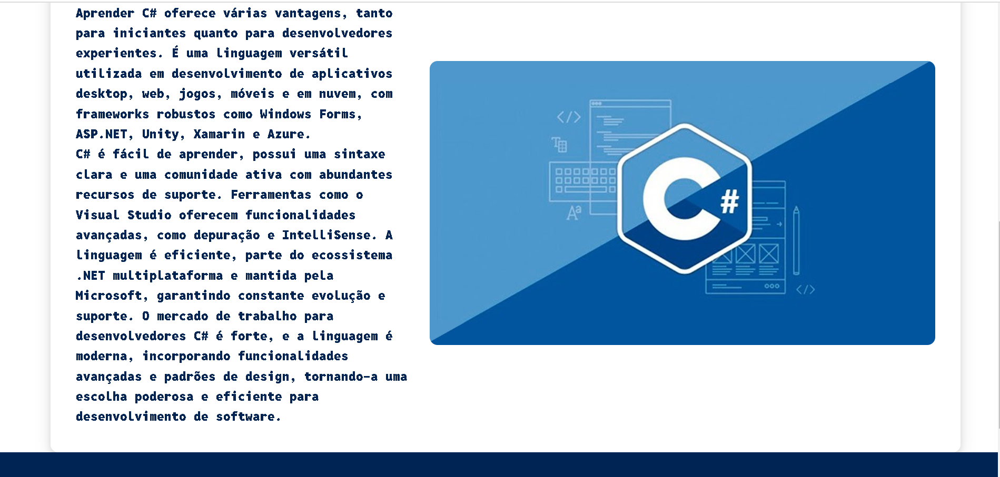 Aprender C# oferece várias vantagens, tanto
para iniciantes quanto para desenvolvedores
experientes. É uma linguagem versátil
utilizada em desenvolvimento de aplicativos
desktop, web, jogos, móveis e em nuvem, com
frameworks robustos como Windows Forms,
ASP.NET, Unity, Xamarin e Azure.
C# é fácil de aprender, possui uma sintaxe
clara e uma comunidade ativa com abundantes
recursos de suporte. Ferramentas como o
Visual Studio oferecem funcionalidades
avançadas, como depuração e IntelliSense. A
linguagem é eficiente, parte do ecossistema
.NET multiplataforma e mantida pela
Microsoft, garantindo constante evolução e
suporte. O mercado de trabalho para
desenvolvedores C# é forte, e a linguagem é
moderna, incorporando funcionalidades
avançadas e padrões de design, tornando-a uma
escolha poderosa e eficiente para
desenvolvimento de software.
</>
T
Aa
C#
</>